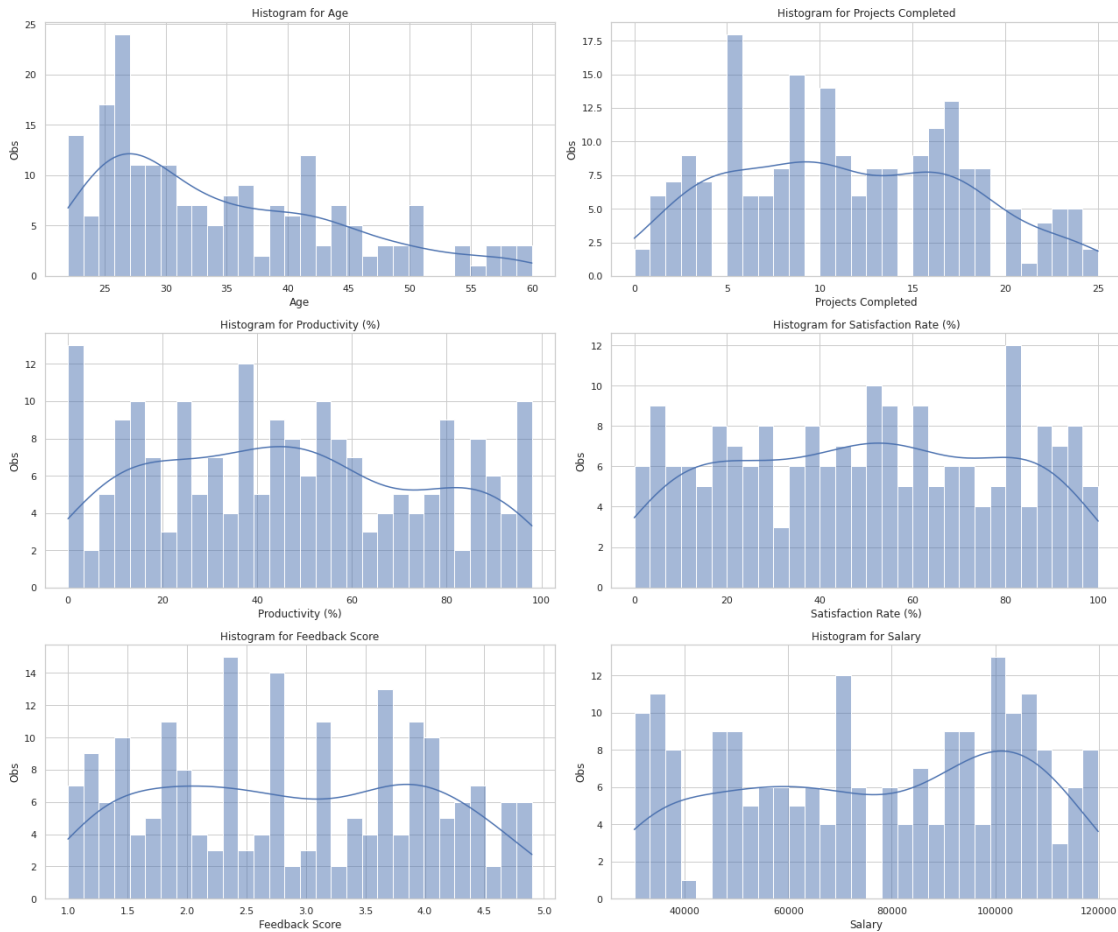 Histogram for Age
25
20
15
10
5
0
Obs
25 30 35 40 45 50 55 60
Age
Histogram for Projects Completed
17.5
15.0
12.5
10.0
7.5
5.0
2.5
0.0
Obs
0 5 10 15 20 25
Projects Completed
Histogram for Productivity (%)
12
10
8
6
4
2
0
Obs
0 20 40 60 80 100
Productivity (%)
Histogram for Satisfaction Rate (%)
12
10
8
6
4
2
0
Obs
0 20 40 60 80 100
Satisfaction Rate (%)
Histogram for Feedback Score
14
12
10
8
6
4
2
0
Obs
1.0 1.5 2.0 2.5 3.0 3.5 4.0 4.5 5.0
Feedback Score
Histogram for Salary
12
10
8
6
4
2
0
Obs
40000 60000 80000 100000 120000
Salary